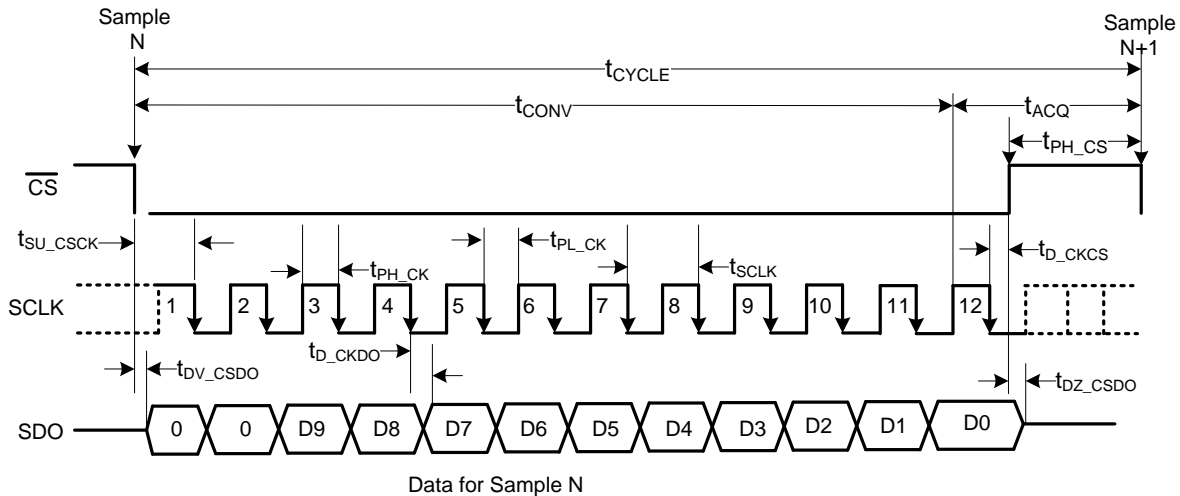 Sample
N
Sample
N+1
tCYCLE
tCONV
tACQ
tPH_CS
CS
tSU_CSCK
tPL_CK
tD_CKCS
tPH_CK
tSCLK
SCLK
1 2 3 4 5 6 7 8 9 10 11 12
tD_CKDO
tDV_CSDO
tDZ_CSDO
SDO
0 0 D9 D8 D7 D6 D5 D4 D3 D2 D1 D0
Data for Sample N